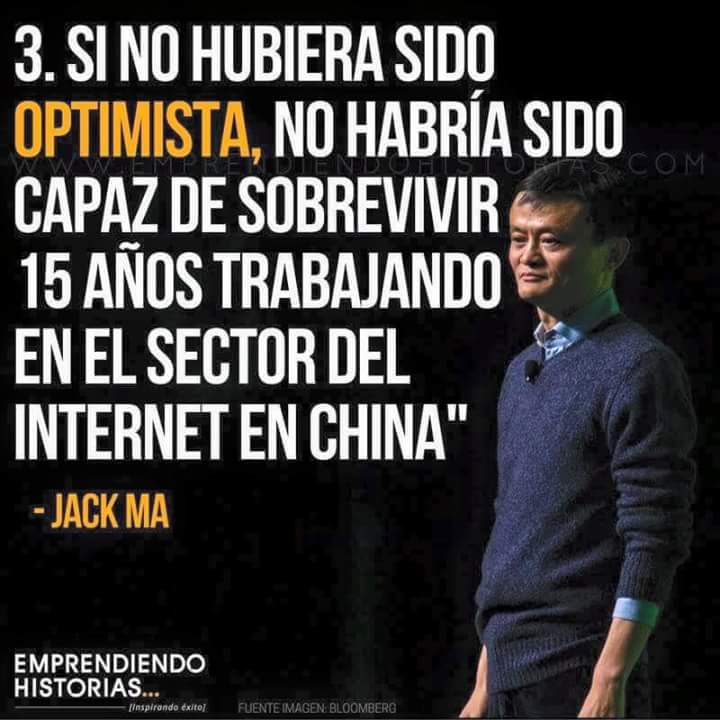 3. SI NO HUBIERA SIDO
OPTIMISTA, NO HABRÍA SIDO
WWW.EMPRENDIENDOHISTORIAS.COM
CAPAZ DE SOBREVIVIR
15 AÑOS TRABAJANDO
EN EL SECTOR DEL
INTERNET EN CHINA"
- JACK MA
EMPRENDIENDO
HISTORIAS...
[Inspirando éxito]
FUENTE IMAGEN: BLOOMBERG